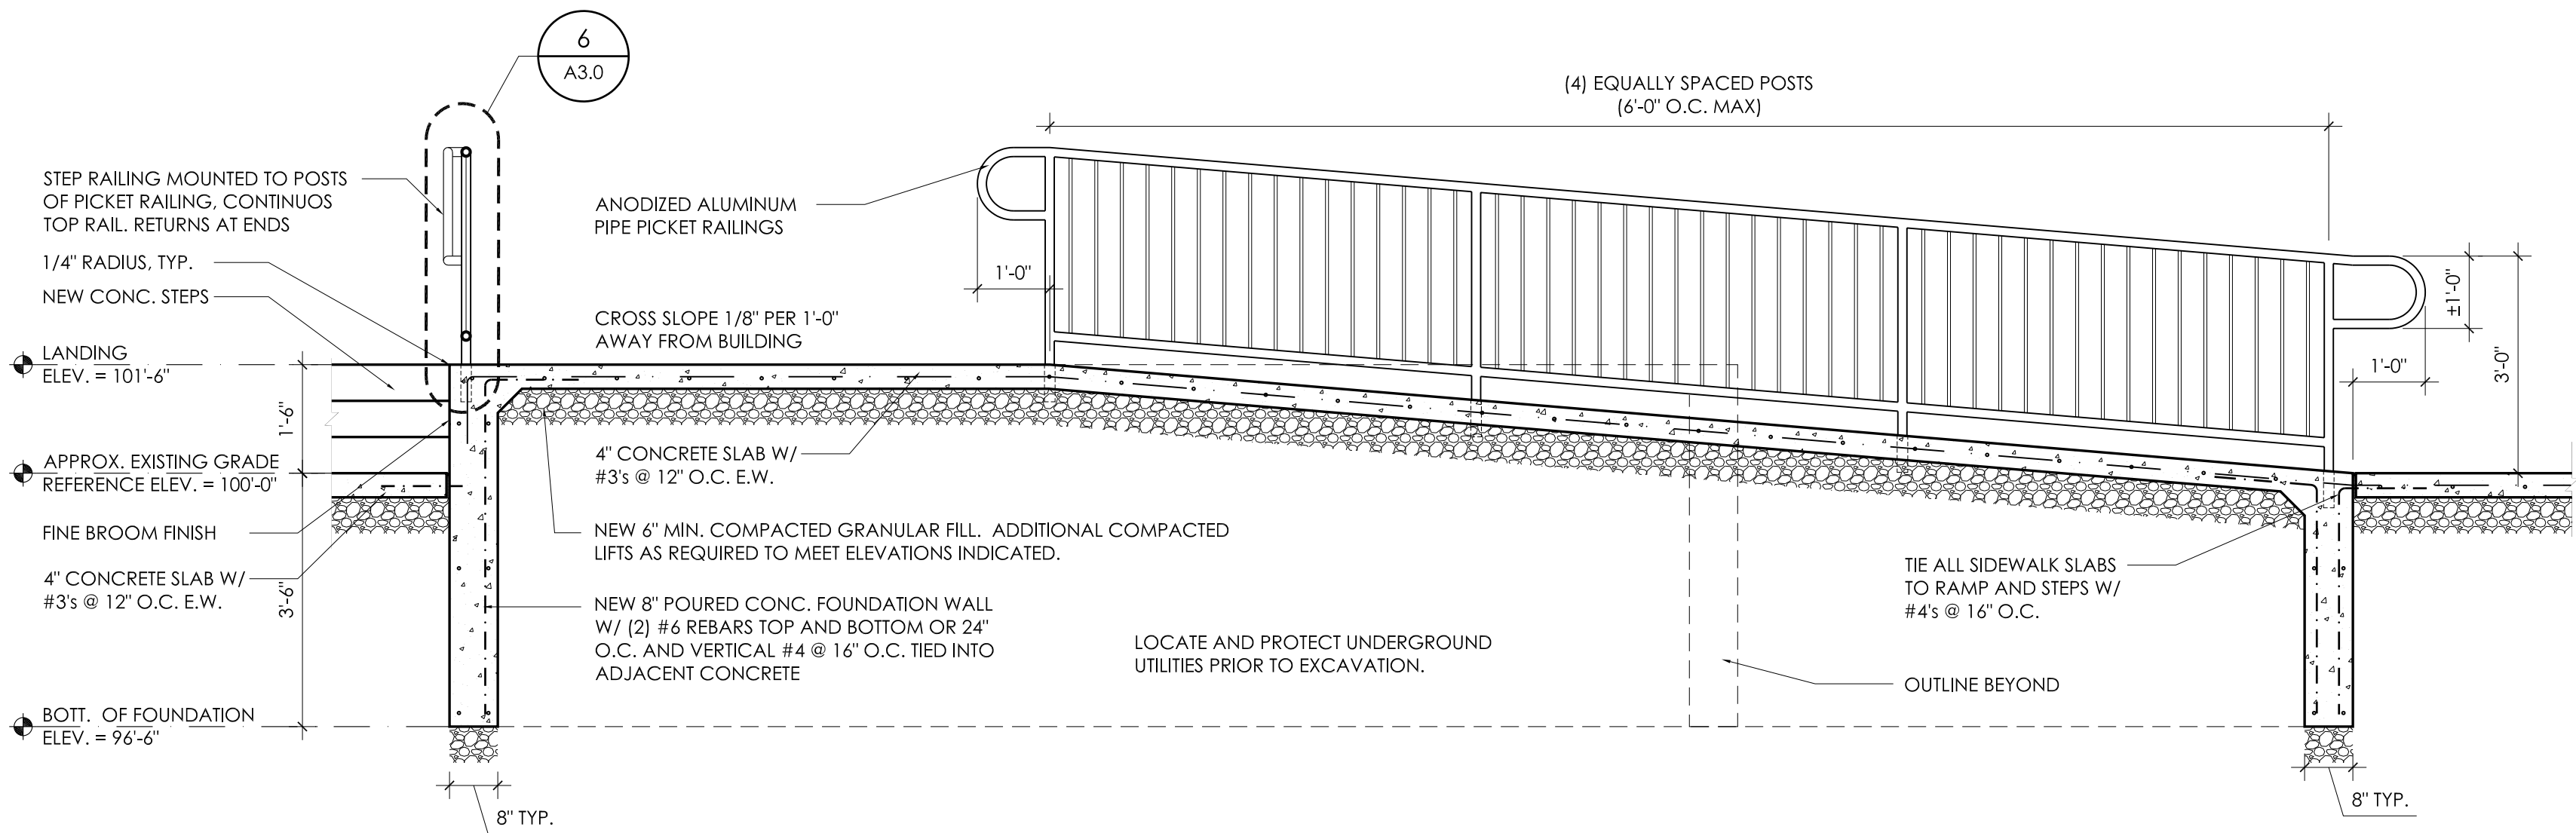 6
A3.0
(4) EQUALLY SPACED POSTS
(6'-0" O.C. MAX)
STEP RAILING MOUNTED TO POSTS
OF PICKET RAILING, CONTINUOS
TOP RAIL. RETURNS AT ENDS
1/4" RADIUS, TYP.
NEW CONC. STEPS
LANDING
ELEV. = 101'-6"
1'-6"
APPROX. EXISTING GRADE
REFERENCE ELEV. = 100'-0"
FINE BROOM FINISH
4" CONCRETE SLAB W/
#3's @ 12" O.C. E.W.
3'-6"
BOTT. OF FOUNDATION
ELEV. = 96'-6"
8" TYP.
ANODIZED ALUMINUM
PIPE PICKET RAILINGS
1'-0"
CROSS SLOPE 1/8" PER 1'-0"
AWAY FROM BUILDING
4" CONCRETE SLAB W/
#3's @ 12" O.C. E.W.
NEW 6" MIN. COMPACTED GRANULAR FILL. ADDITIONAL COMPACTED
LIFTS AS REQUIRED TO MEET ELEVATIONS INDICATED.
NEW 8" POURED CONC. FOUNDATION WALL
W/ (2) #6 REBARS TOP AND BOTTOM OR 24"
O.C. AND VERTICAL #4 @ 16" O.C. TIED INTO
ADJACENT CONCRETE
LOCATE AND PROTECT UNDERGROUND
UTILITIES PRIOR TO EXCAVATION.
±1'-0"
1'-0"
3'-0"
TIE ALL SIDEWALK SLABS
TO RAMP AND STEPS W/
#4's @ 16" O.C.
OUTLINE BEYOND
8" TYP.